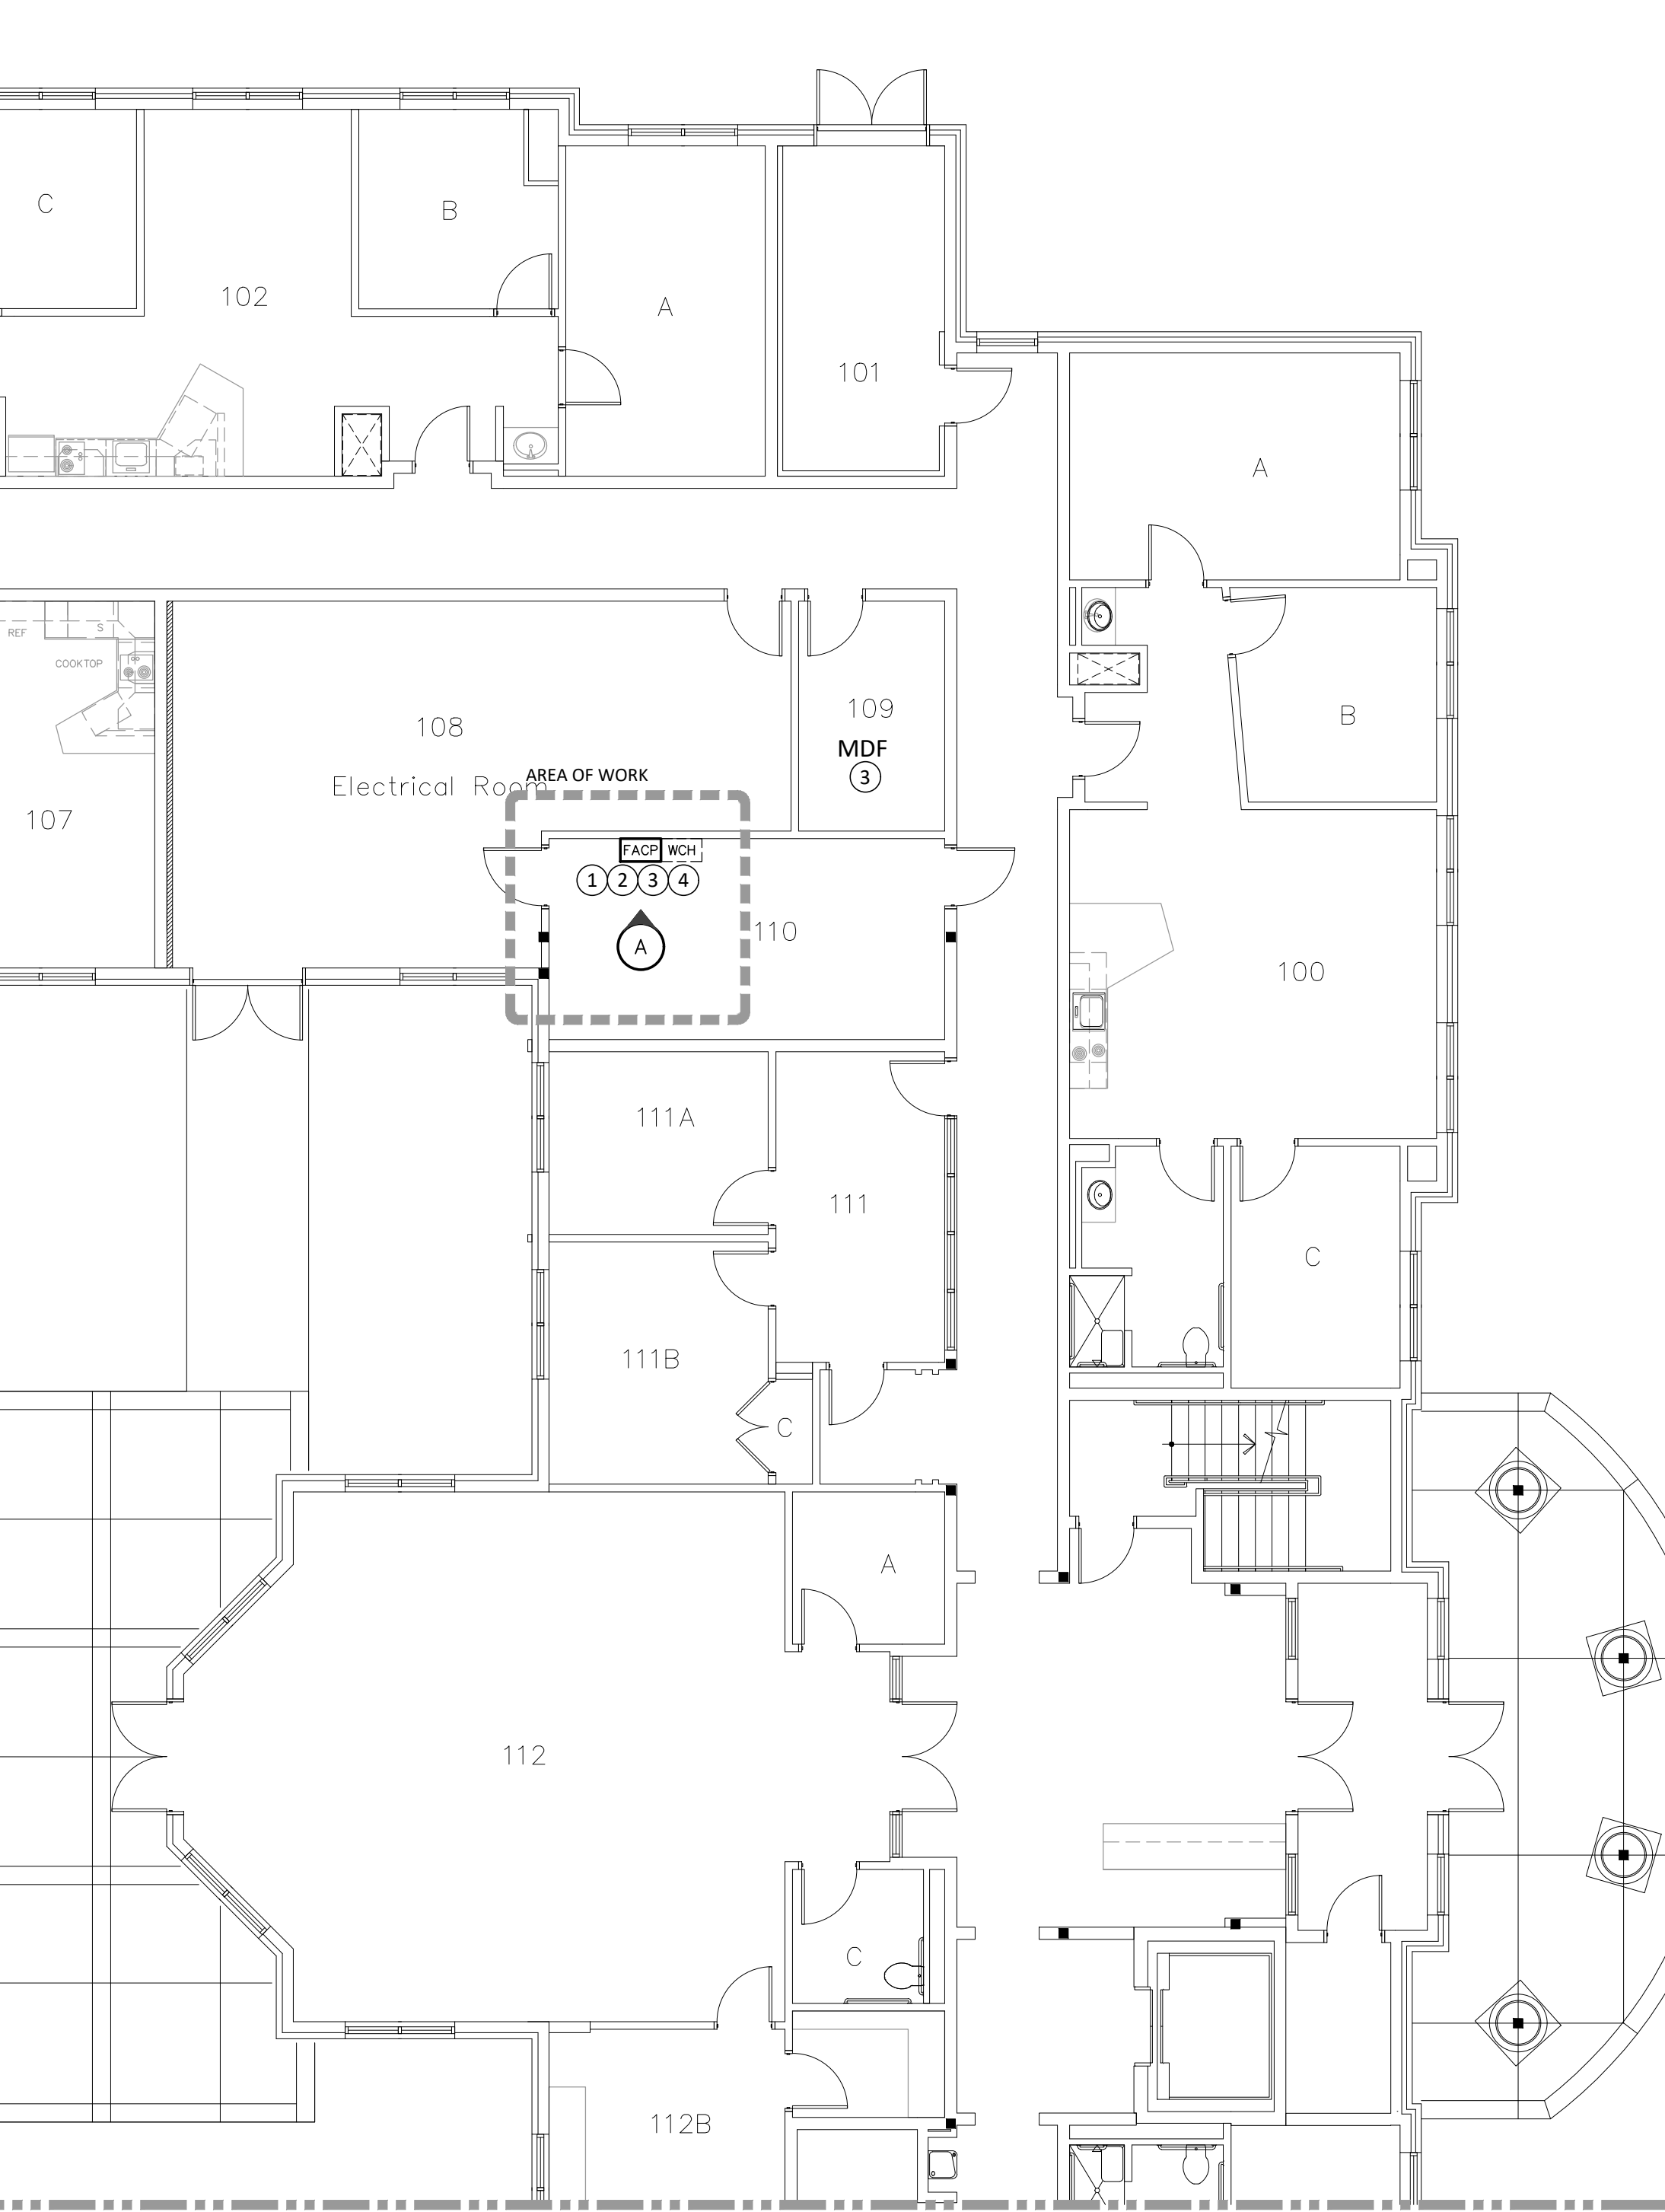 C
B
102
A
101
A
REF
S
COOKTOP
109
MDF
3
B
108
Electrical Room
AREA OF WORK
107
FACP
WCH
1 2 3 4
110
A
100
111A
111
111B
C
C
A
112
C
112B